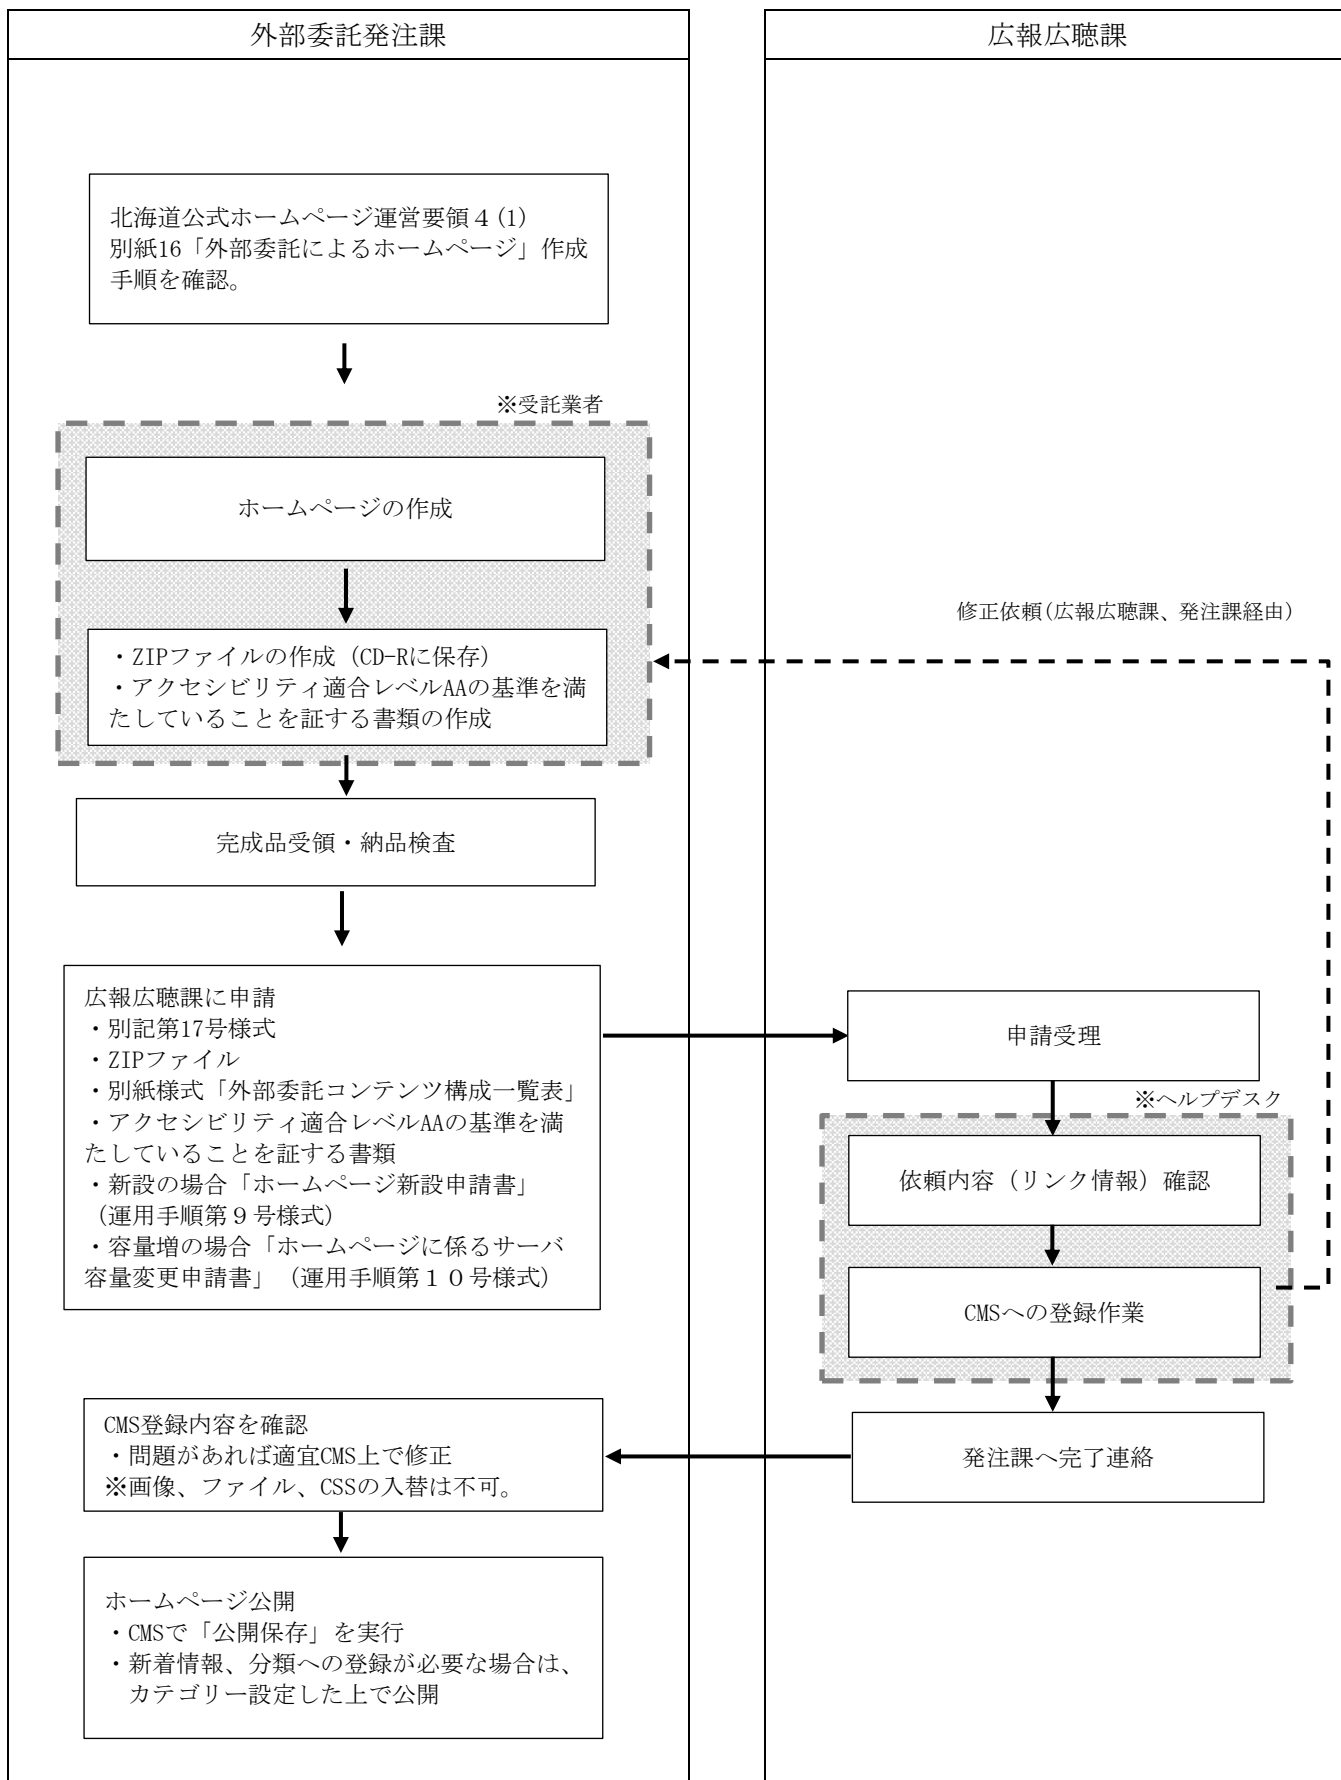 外部委託発注課
広報広聴課
北海道公式ホームページ運営要領４(1)
別紙16「外部委託によるホームページ」作成
手順を確認。
※受託業者
ホームページの作成
修正依頼(広報広聴課、発注課経由)
・ZIPファイルの作成（CD-Rに保存）
・アクセシビリティ適合レベルAAの基準を満
たしていることを証する書類の作成
完成品受領・納品検査
広報広聴課に申請
・別記第17号様式
・ZIPファイル
・別紙様式「外部委託コンテンツ構成一覧表」
・アクセシビリティ適合レベルAAの基準を満
たしていることを証する書類
・新設の場合「ホームページ新設申請書」
（運用手順第９号様式）
・容量増の場合「ホームページに係るサーバ
容量変更申請書」（運用手順第１０号様式）
申請受理
※ヘルプデスク
依頼内容（リンク情報）確認
CMSへの登録作業
発注課へ完了連絡
CMS登録内容を確認
・問題があれば適宜CMS上で修正
※画像、ファイル、CSSの入替は不可。
ホームページ公開
・CMSで「公開保存」を実行
・新着情報、分類への登録が必要な場合は、
カテゴリー設定した上で公開